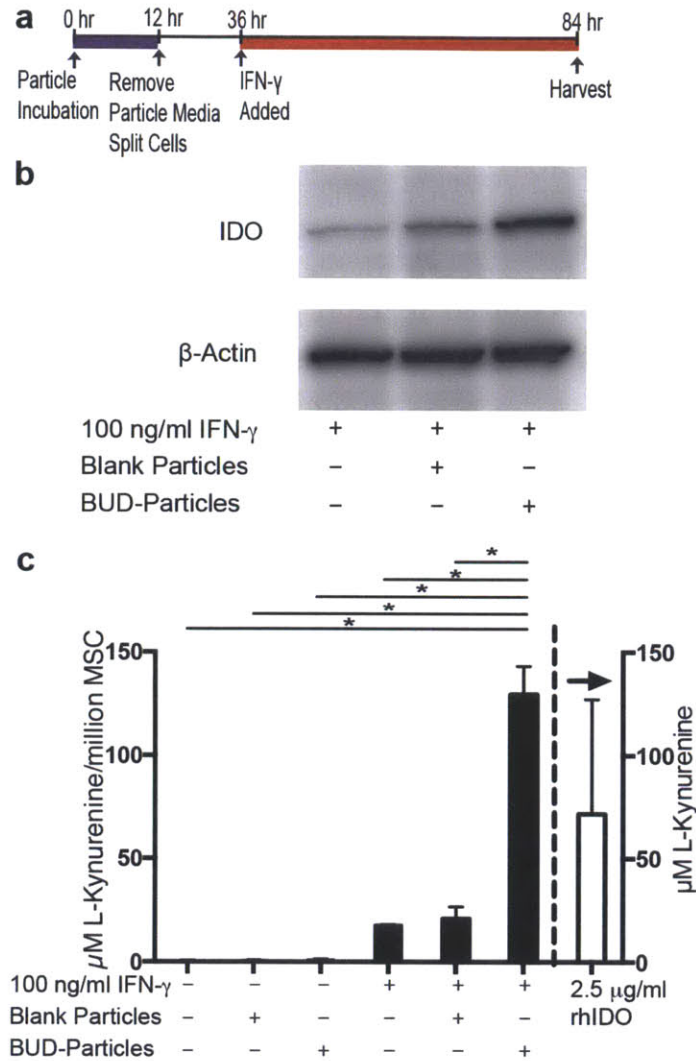 a
0 hr 12 hr 36 hr 84 hr
Particle Incubation
Remove Particle Media Split Cells
IFN-γ Added
Harvest
b
IDO
β-Actin
100 ng/ml IFN-γ + + +
Blank Particles – + –
BUD-Particles – – +
c
*
*
*
*
*
µM L-Kynurenine/million MSC
150
100
50
0
150
100
50
0
µM L-Kynurenine
100 ng/ml IFN-γ – – – + + + 2.5 µg/ml
Blank Particles – + – – + – rhIDO
BUD-Particles – – + – – +